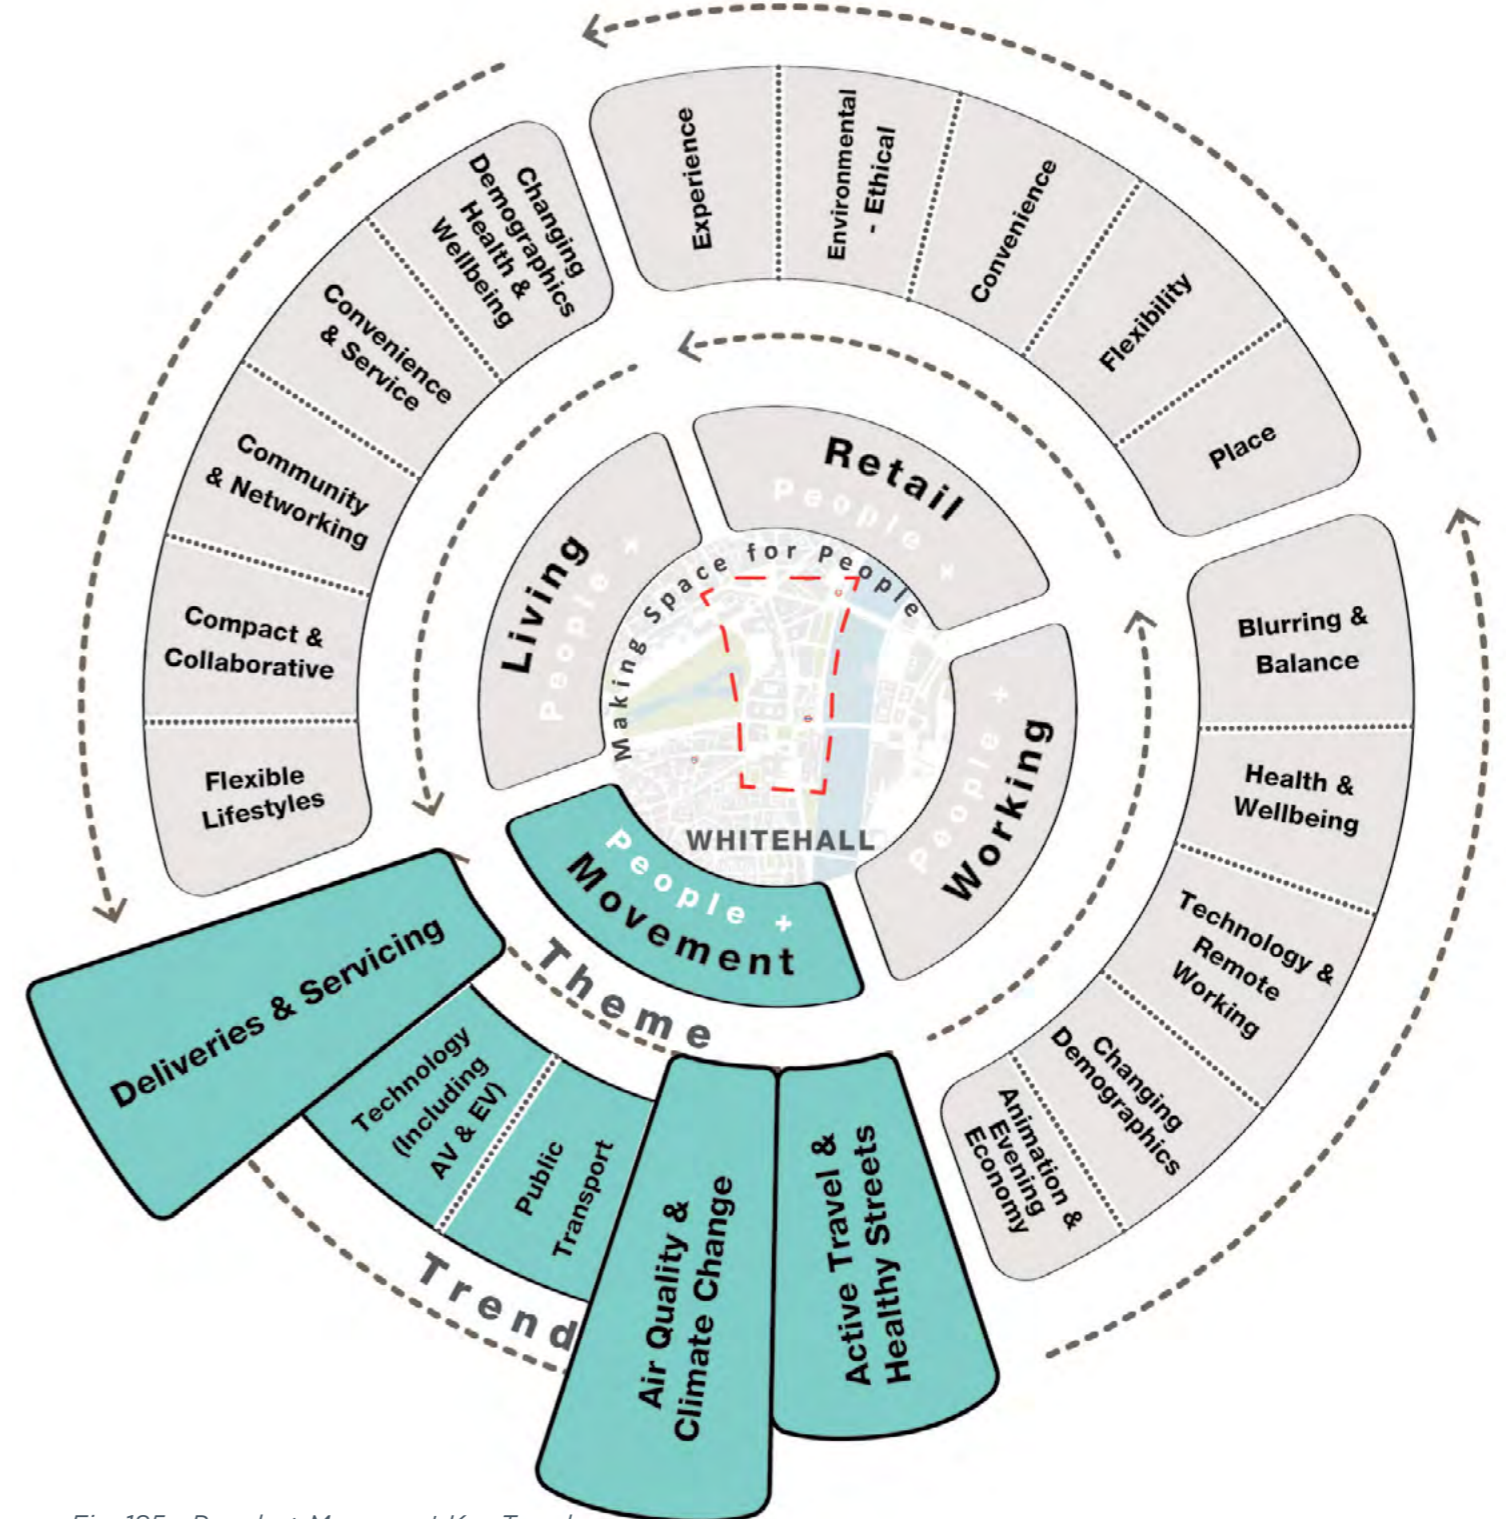 Experience
Environmental
- Ethical
Convenience
Flexibility
Place
Blurring &
Balance
Health &
Wellbeing
Technology &
Remote
Working
Changing
Demographics
Animation &
Evening
Economy
Active Travel &
Healthy Streets
Air Quality &
Climate Change
Public
Transport
Technology
(Including
AV & EV)
Deliveries & Servicing
Flexible
Lifestyles
Compact &
Collaborative
Community
& Networking
Convenience
& Service
Changing
Demographics
Health &
Wellbeing
Retail
People +
Working
People +
People +
Movement
Living
People +
Making Space for People
WHITEHALL
Theme
Trend